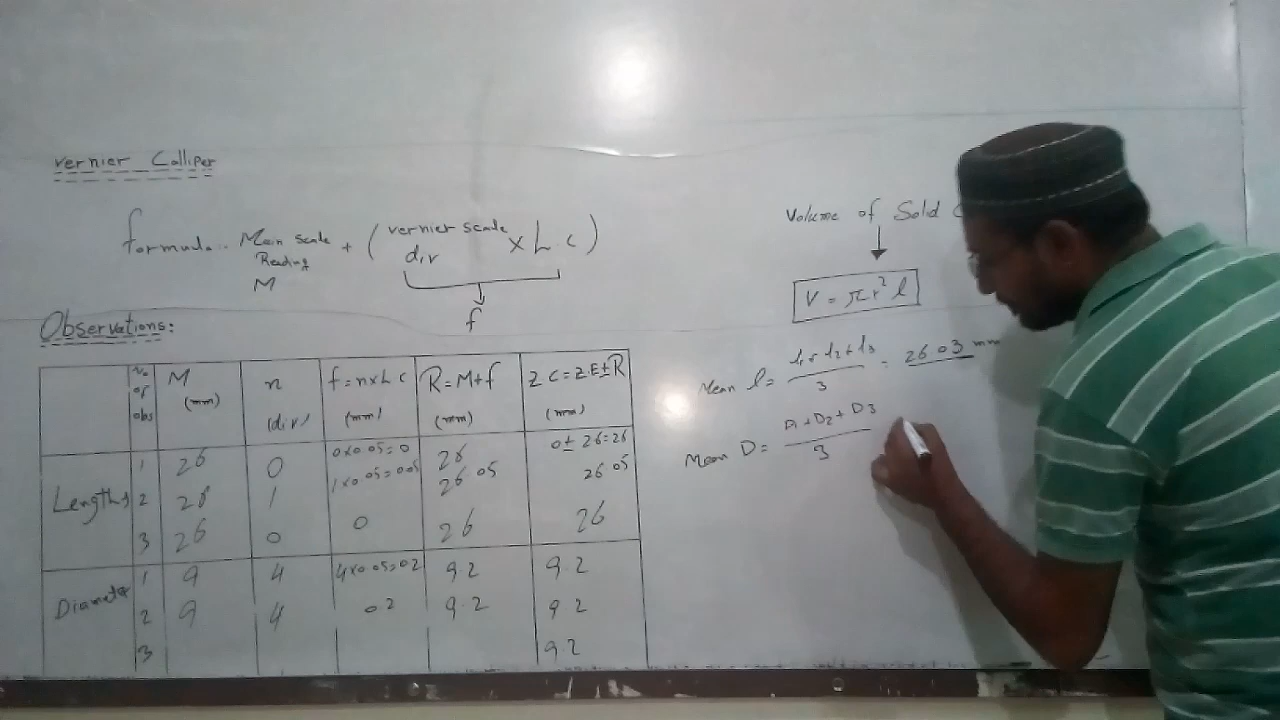 vernier Calliper
formula.. Main scale + ( vernier scale × L c )
Reading div
M f
Observations:
No of obs M (mm) n (div) f = n x L c (mm) R = M + f (mm) Z C = Z.E ± R (mm)
Lengths 1 26 0 0x0.05=0 26 0 ± 26=26
2 26 1 1x0.05=0.05 26.05 26.05
3 26 0 0 26 26
Diameter 1 9 4 4x0.05=0.2 9.2 9.2
2 9 4 0.2 9.2 9.2
3 9.2
Volume of Solid
V = πr² l
Mean l = l1 + l2 + l3 / 3 = 26.03 mm
Mean D = D1 + D2 + D3 / 3